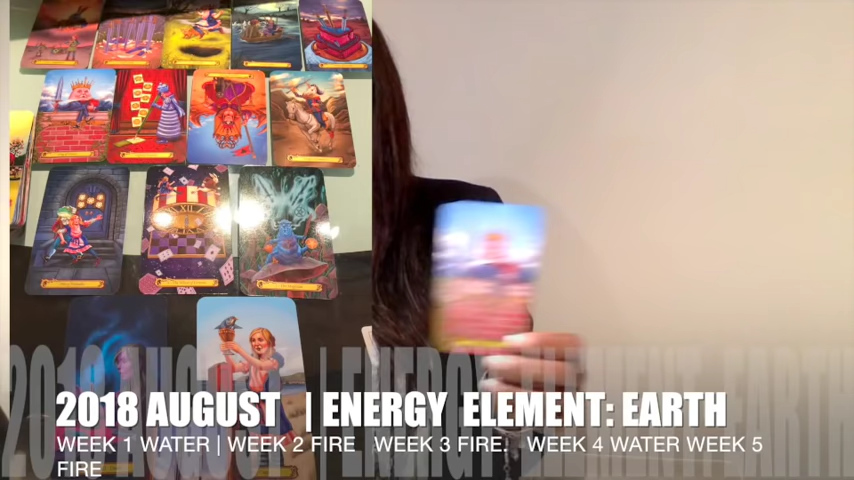 2018 AUGUST | ENERGY ELEMENT: EARTH
WEEK 1 WATER | WEEK 2 FIRE WEEK 3 FIRE. WEEK 4 WATER WEEK 5
FIRE